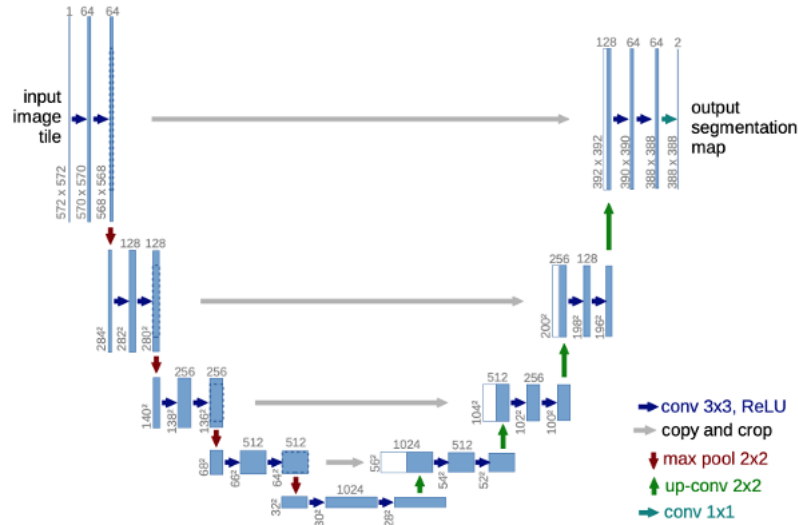 1 64 64
128 64 64 2
input
image
tile
output
segmentation
map
572 x 572
570 x 570
568 x 568
392 x 392
390 x 390
388 x 388
388 x 388
128 128
256 128
284²
282²
280²
200²
198²
196²
256 256
512 256
140²
138²
136²
104²
102²
100²
512 512
1024 512
68²
66²
64²
56²
54²
52²
1024
32²
30²
28²
conv 3x3, ReLU
copy and crop
max pool 2x2
up-conv 2x2
conv 1x1